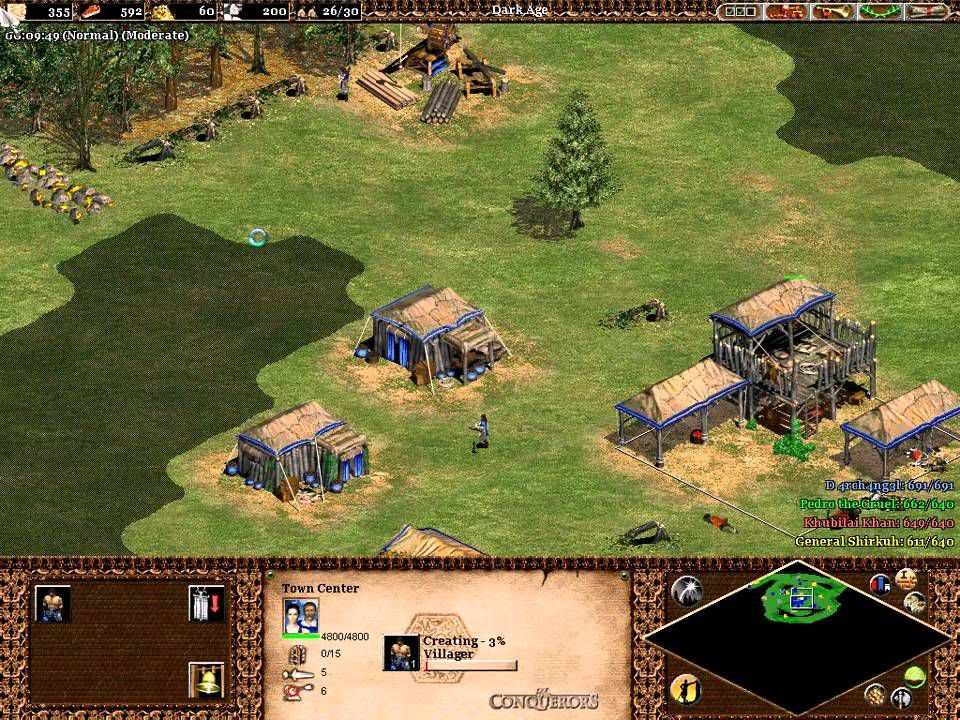 355 592 60 200 26/30 Dark Age
00:09:49 (Normal) (Moderate)
D 4rch4ng3l: 691/691
Pedro the Cruel: 662/640
Khubilai Khan: 649/640
General Shirkuh: 611/640
Town Center
4800/4800
0/15
5
6
Creating - 3%
Villager
1
The
CONQUERORS